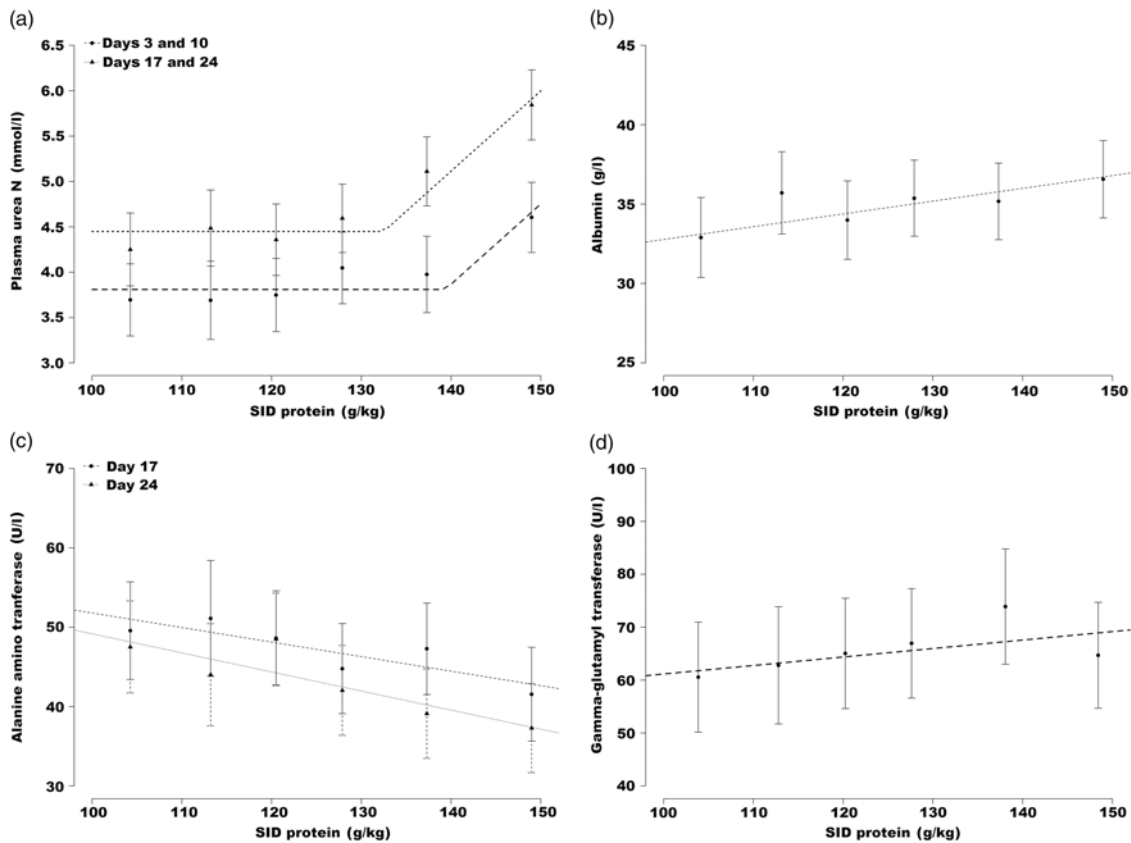 (a)
Plasma urea N (mmol/l)
6.5
6.0
5.5
5.0
4.5
4.0
3.5
3.0
Days 3 and 10
Days 17 and 24
100 110 120 130 140 150
SID protein (g/kg)
(b)
Albumin (g/l)
45
40
35
30
25
100 110 120 130 140 150
SID protein (g/kg)
(c)
Alanine amino tranferase (U/l)
70
60
50
40
30
Day 17
Day 24
100 110 120 130 140 150
SID protein (g/kg)
(d)
Gamma-glutamyl transferase (U/l)
100
90
80
70
60
50
40
100 110 120 130 140 150
SID protein (g/kg)